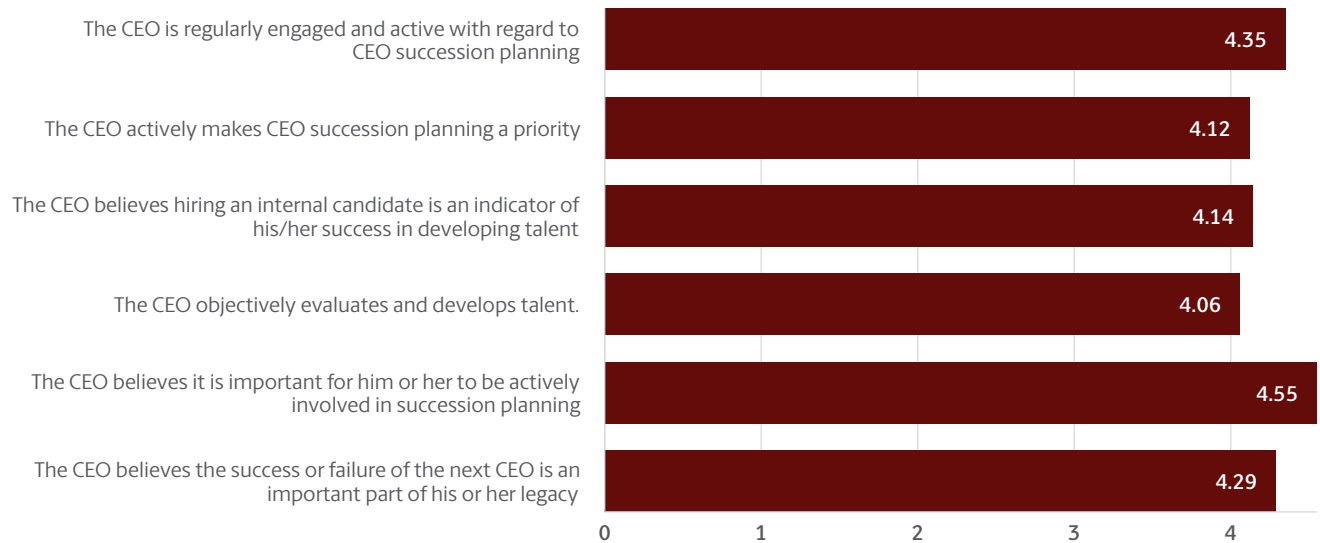 The CEO is regularly engaged and active with regard to
CEO succession planning
4.35
The CEO actively makes CEO succession planning a priority
4.12
The CEO believes hiring an internal candidate is an indicator of
his/her success in developing talent
4.14
The CEO objectively evaluates and develops talent.
4.06
The CEO believes it is important for him or her to be actively
involved in succession planning
4.55
The CEO believes the success or failure of the next CEO is an
important part of his or her legacy
4.29
0 1 2 3 4